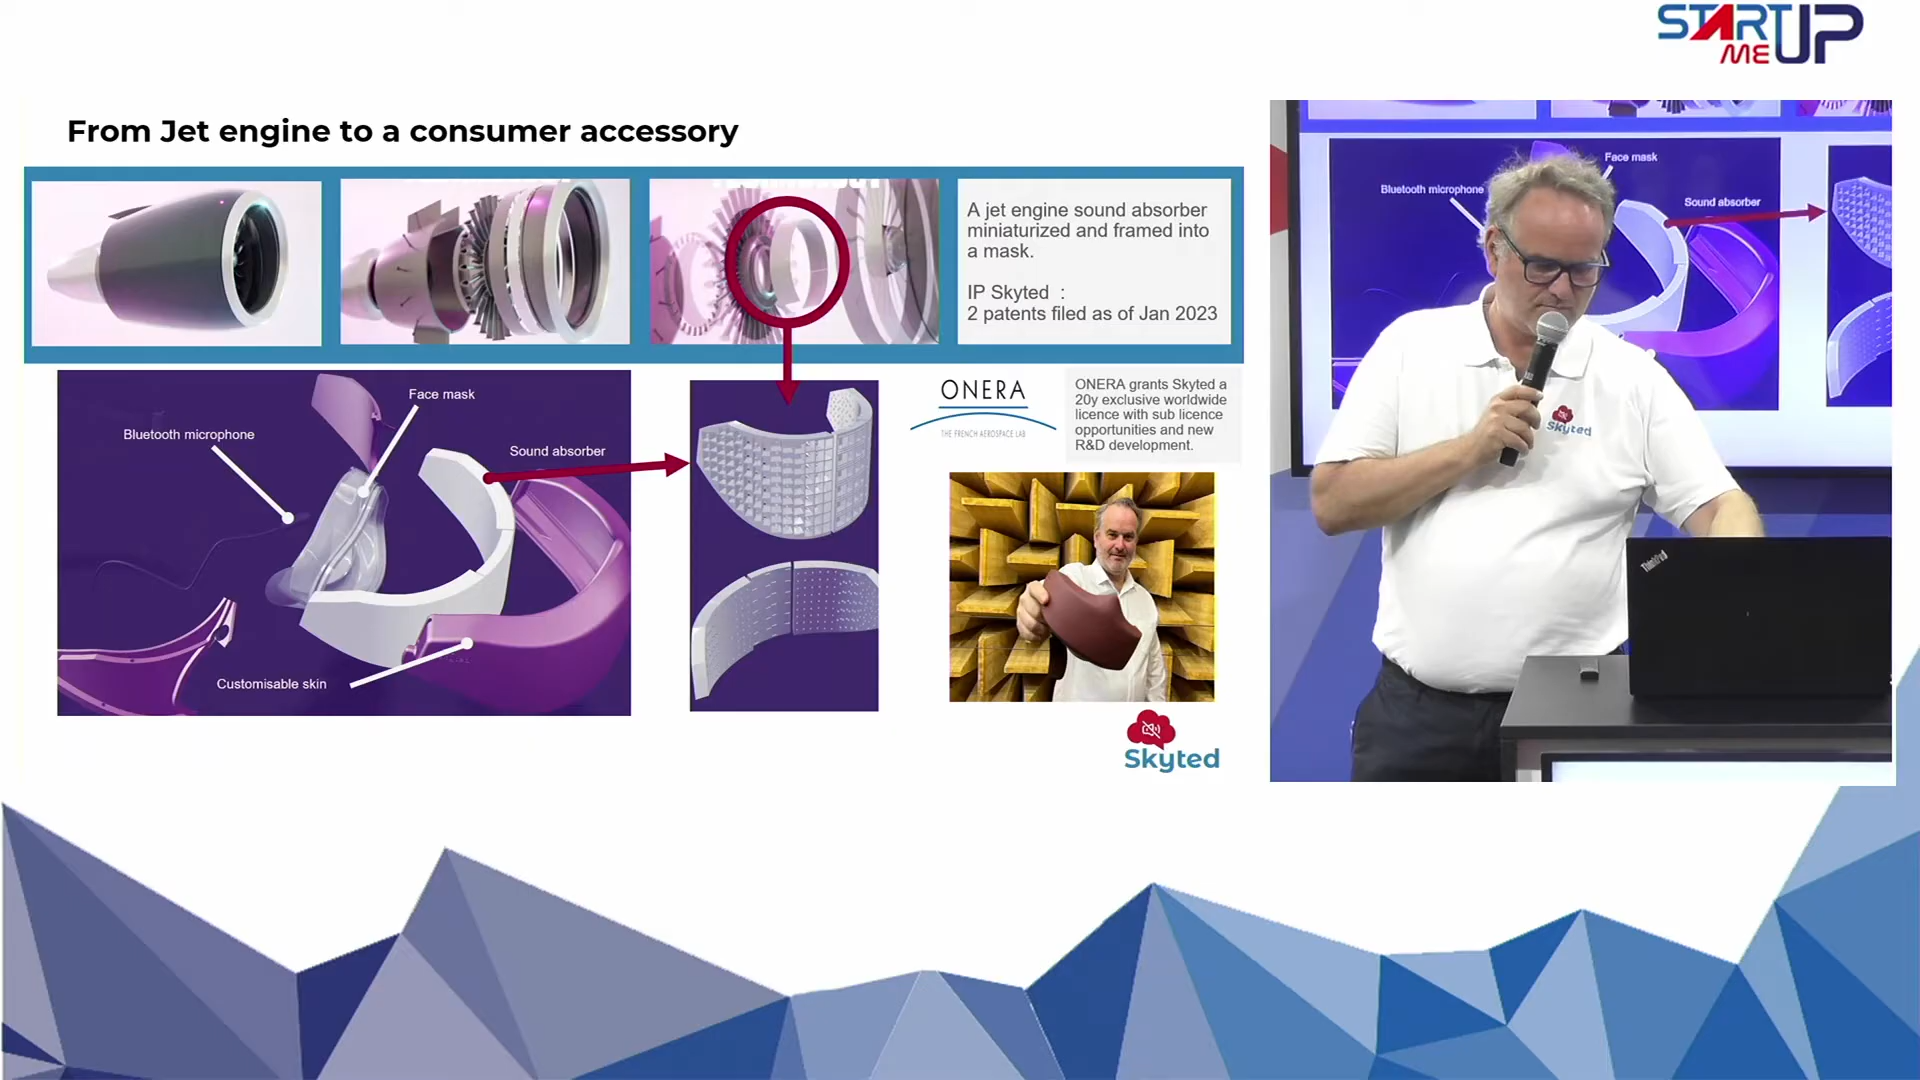 START
ME UP
From Jet engine to a consumer accessory
A jet engine sound absorber
miniaturized and framed into
a mask.
IP Skyted :
2 patents filed as of Jan 2023
Face mask
Bluetooth microphone
Sound absorber
Customisable skin
ONERA
THE FRENCH AEROSPACE LAB
ONERA grants Skyted a
20y exclusive worldwide
licence with sub licence
opportunities and new
R&D development.
Skyted
Face mask
Bluetooth microphone
Sound absorber
Skyted
ThinkPad